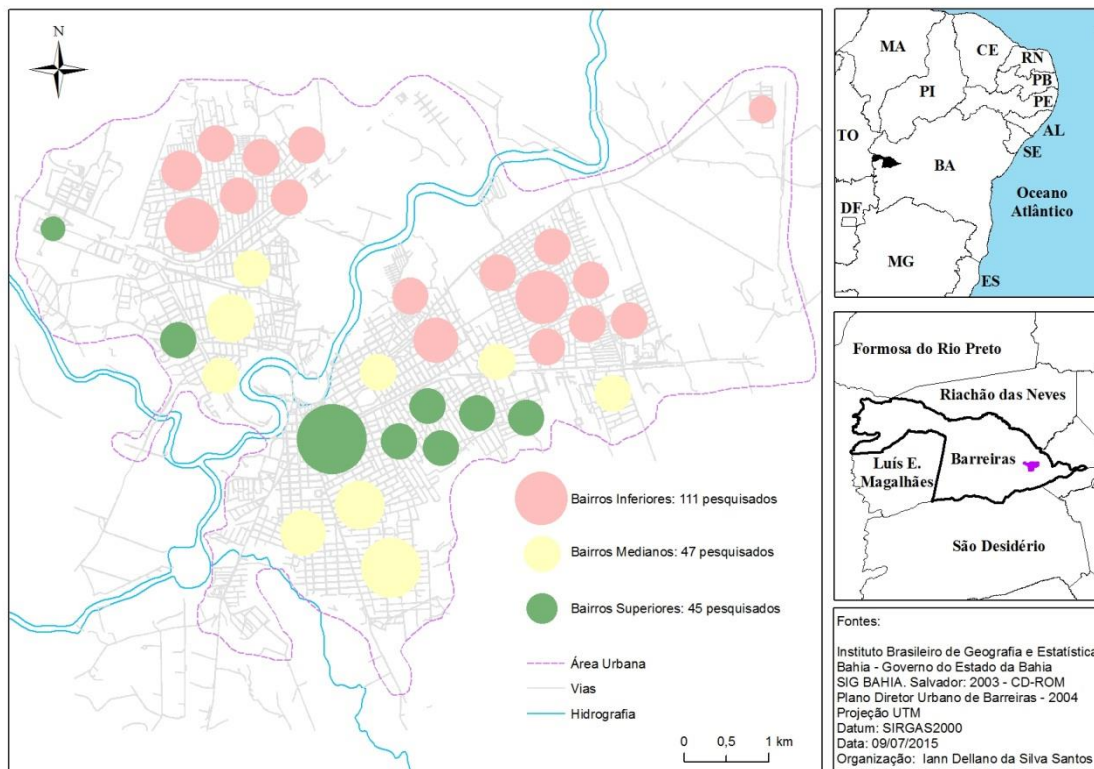 N
Bairros Inferiores: 111 pesquisados
Bairros Medianos: 47 pesquisados
Bairros Superiores: 45 pesquisados
Área Urbana
Vias
Hidrografia
0 0,5 1 km
MA
CE
RN
PB
PI
PE
TO
AL
SE
BA
DF
Oceano
Atlântico
MG
ES
Formosa do Rio Preto
Riachão das Neves
Luís E.
Magalhães
Barreiras
São Desidério
Fontes:
Instituto Brasileiro de Geografia e Estatística
Bahia - Governo do Estado da Bahia
SIG BAHIA. Salvador: 2003 - CD-ROM
Plano Diretor Urbano de Barreiras - 2004
Projeção UTM
Datum: SIRGAS2000
Data: 09/07/2015
Organização: Iann Dellano da Silva Santos